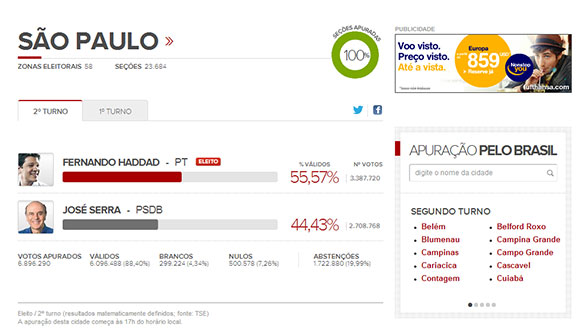 SÃO PAULO »
ZONAS ELEITORAIS 58 SEÇÕES 23.684
SEÇÕES APURADAS
100%
2º TURNO
1º TURNO
FERNANDO HADDAD - PT ELEITO
% VÁLIDOS Nº VOTOS
55,57% 3.387.720
JOSÉ SERRA - PSDB
44,43% 2.708.768
VOTOS APURADOS VÁLIDOS BRANCOS NULOS ABSTENÇÕES
6.896.290 6.096.488 (88,40%) 299.224 (4,34%) 500.578 (7,26%) 1.722.880 (19,99%)
Eleito / 2º turno (resultados matematicamente definidos, fonte: TSE)
A apuração desta cidade começa às 17h do horário local.
PUBLICIDADE
Voo visto.
Preço visto.
Até a vista.
Europa
859
Reserve já
Nonstop
you
lufthansa.com
APURAÇÃO PELO BRASIL
digite o nome da cidade
SEGUNDO TURNO
• Belém • Belford Roxo
• Blumenau • Campina Grande
• Campinas • Campo Grande
• Cariacica • Cascavel
• Contagem • Cuiabá